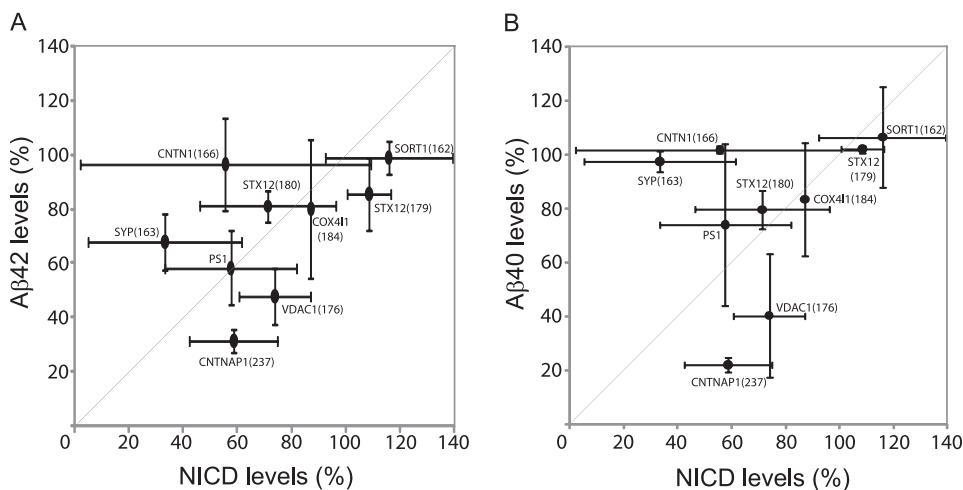 A
Aβ42 levels (%)
140
120
100
80
60
40
20
0
20
40
60
80
100
120
140
NICD levels (%)
CNTN1(166)
SORT1(162)
STX12(180)
STX12(179)
COX4I1
(184)
SYP(163)
PS1
VDAC1(176)
CNTNAP1(237)
B
Aβ40 levels (%)
140
120
100
80
60
40
20
0
20
40
60
80
100
120
140
NICD levels (%)
CNTN1(166)
SORT1(162)
SYP(163)
STX12
(179)
STX12(180)
COX4I1(184)
PS1
VDAC1(176)
CNTNAP1(237)